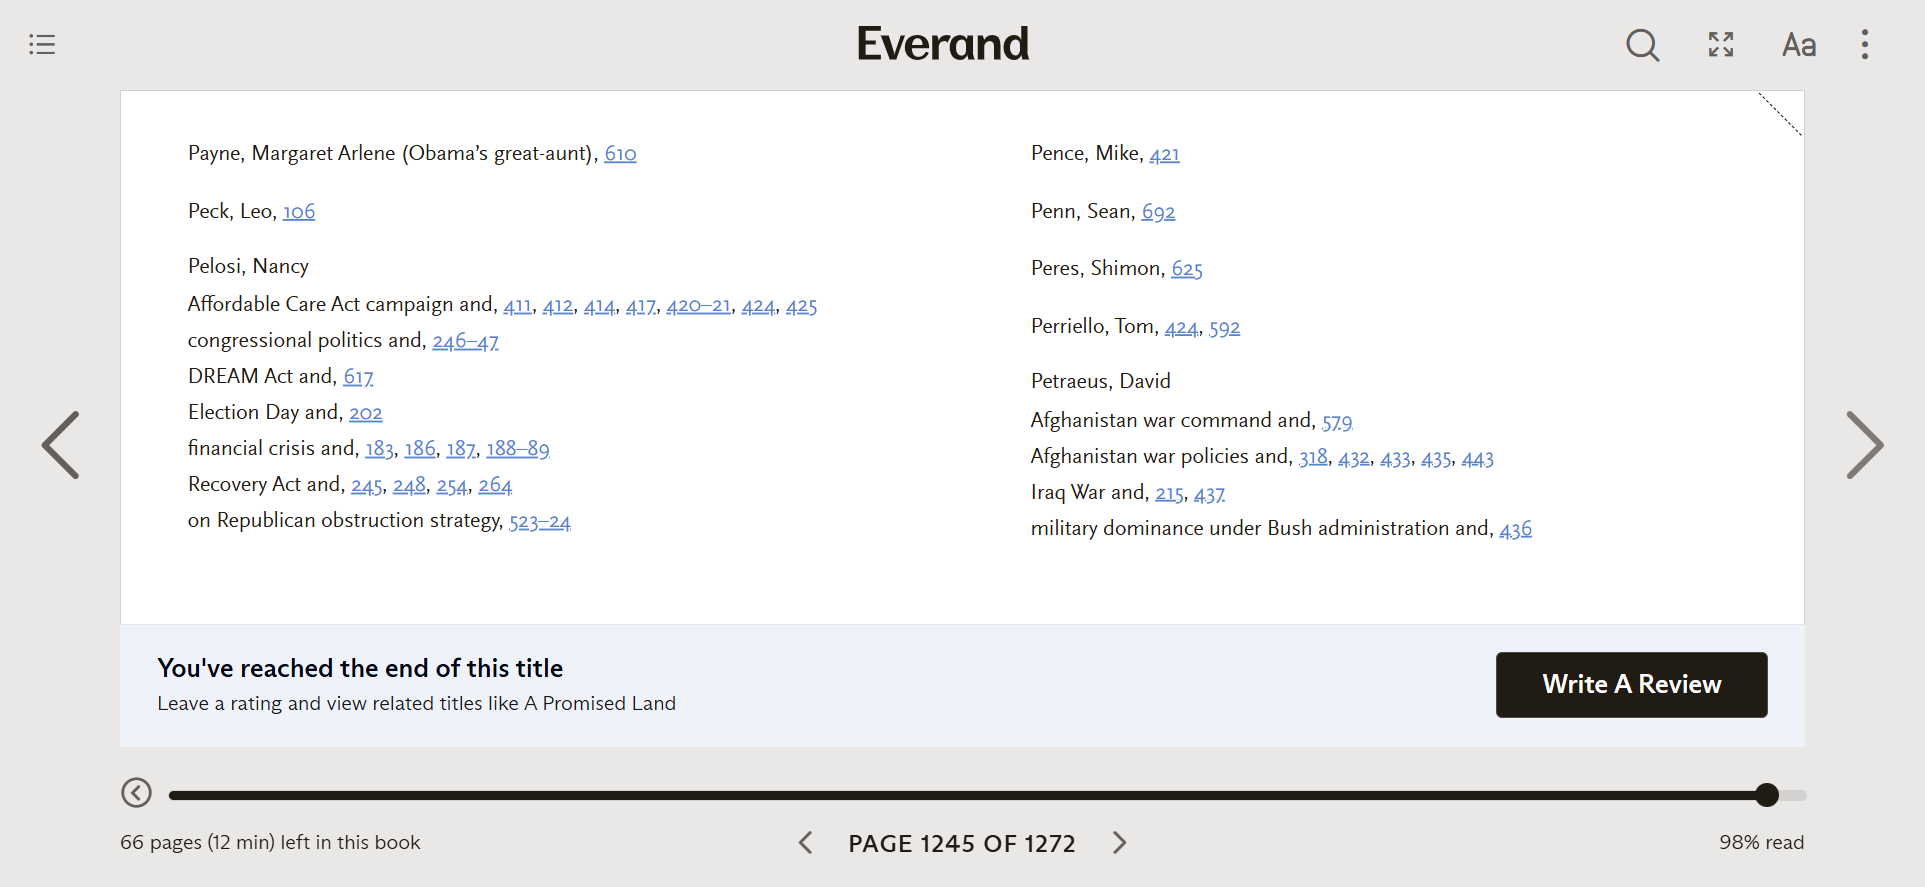 Everand
Aa
Payne, Margaret Arlene (Obama’s great-aunt), 610
Peck, Leo, 106
Pelosi, Nancy
Affordable Care Act campaign and, 411, 412, 414, 417, 420–21, 424, 425
congressional politics and, 246–47
DREAM Act and, 617
Election Day and, 202
financial crisis and, 183, 186, 187, 188–89
Recovery Act and, 245, 248, 254, 264
on Republican obstruction strategy, 523–24
Pence, Mike, 421
Penn, Sean, 692
Peres, Shimon, 625
Perriello, Tom, 424, 592
Petraeus, David
Afghanistan war command and, 579
Afghanistan war policies and, 318, 432, 433, 435, 443
Iraq War and, 215, 437
military dominance under Bush administration and, 436
You've reached the end of this title
Leave a rating and view related titles like A Promised Land
Write A Review
66 pages (12 min) left in this book
PAGE 1245 OF 1272
98% read